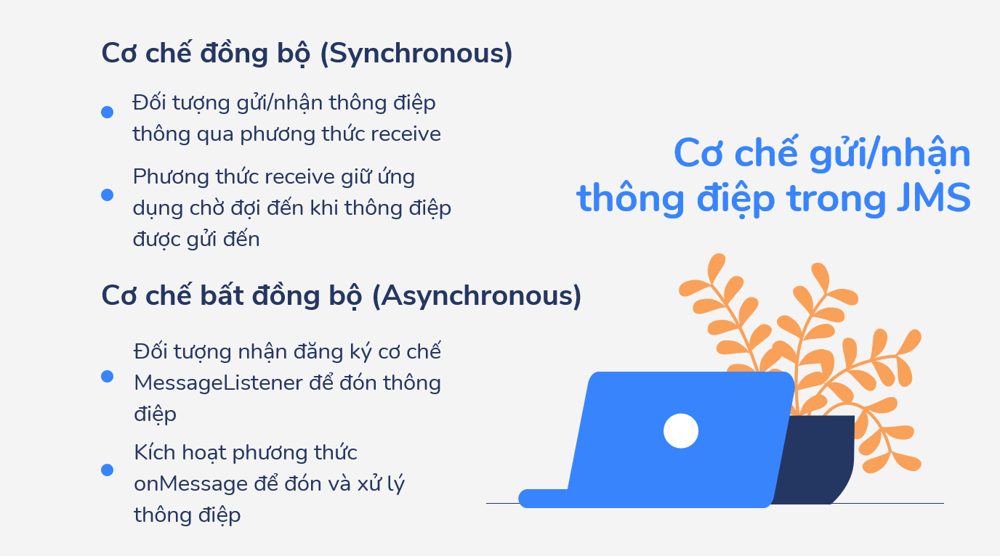 Cơ chế đồng bộ (Synchronous)
Đối tượng gửi/nhận thông điệp
thông qua phương thức receive
Phương thức receive giữ ứng
dụng chờ đợi đến khi thông điệp
được gửi đến
Cơ chế bất đồng bộ (Asynchronous)
Đối tượng nhận đăng ký cơ chế
MessageListener để đón thông
điệp
Kích hoạt phương thức
onMessage để đón và xử lý
thông điệp
Cơ chế gửi/nhận
thông điệp trong JMS